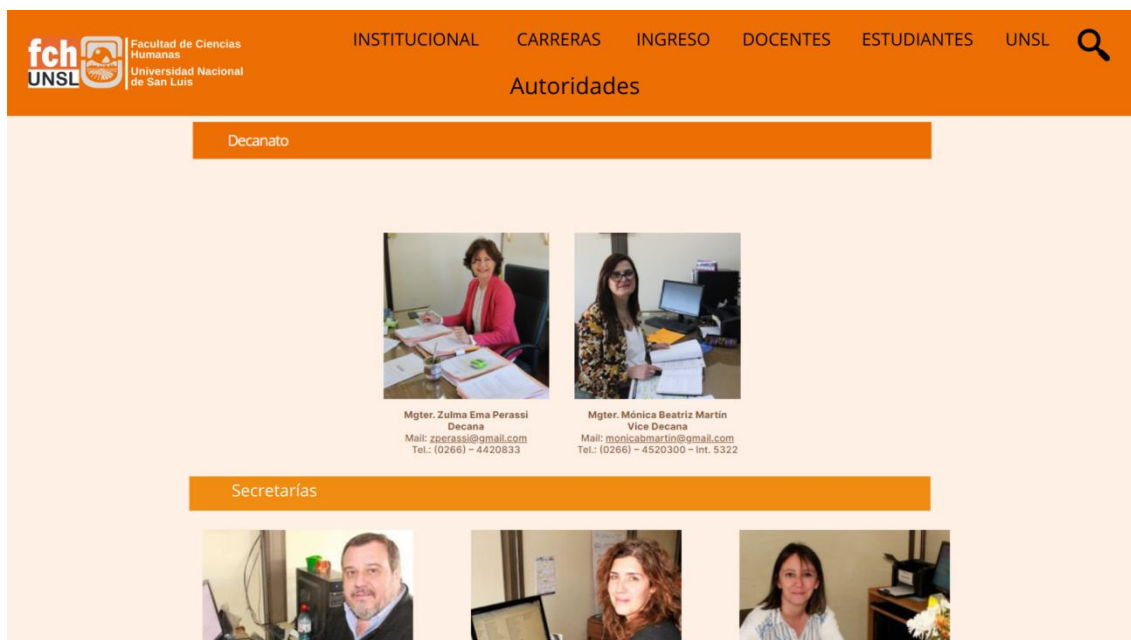 fch
UNSL
Facultad de Ciencias
Humanas
Universidad Nacional
de San Luis
INSTITUCIONAL CARRERAS INGRESO DOCENTES ESTUDIANTES UNSL
Autoridades
Decanato
Mgter. Zulma Ema Perassi
Decana
Mail: zperassi@gmail.com
Tel.: (0266) – 4420833
Mgter. Mónica Beatriz Martín
Vice Decana
Mail: monicabmartin@gmail.com
Tel.: (0266) – 4520300 – Int. 5322
Secretarías